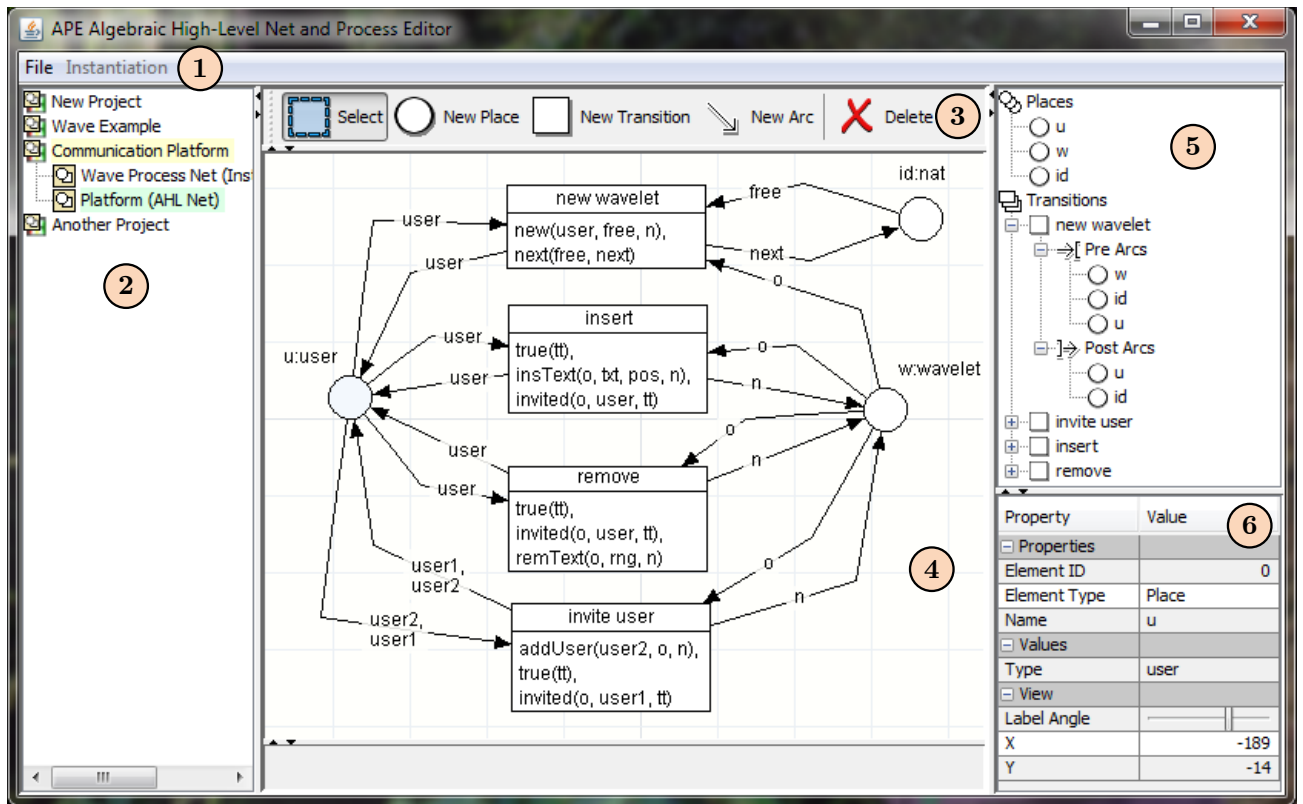 APE Algebraic High-Level Net and Process Editor
File Instantiation
1
New Project
Wave Example
Communication Platform
Wave Process Net (Inst
Platform (AHL Net)
Another Project
2
Select
New Place
New Transition
New Arc
Delete
3
id:nat
new wavelet
new(user, free, n),
next(free, next)
user
user
free
next
o
u:user
insert
true(tt),
insText(o, txt, pos, n),
invited(o, user, tt)
user
user
o
n
w:wavelet
remove
true(tt),
invited(o, user, tt)
remText(o, rng, n)
user
user
o
n
invite user
addUser(user2, o, n),
true(tt),
invited(o, user1, tt)
user1,
user2
user2,
user1
o
n
4
Places
u
w
id
Transitions
new wavelet
Pre Arcs
w
id
u
Post Arcs
u
id
invite user
insert
remove
5
Property Value
6
Properties
Element ID 0
Element Type Place
Name u
Values
Type user
View
Label Angle
X -189
Y -14